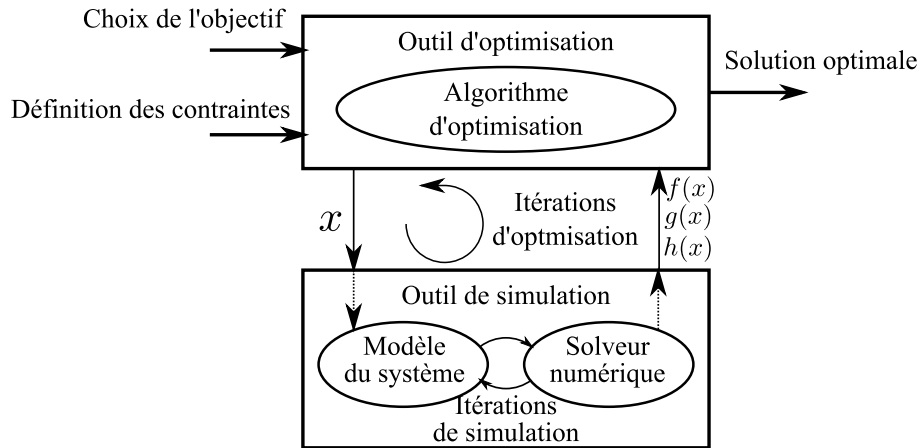 Choix de l'objectif
Outil d'optimisation
Solution optimale
Algorithme
d'optimisation
Définition des contraintes
x
Itérations
d'optmisation
f(x)
g(x)
h(x)
Outil de simulation
Modèle
du système
Solveur
numérique
Itérations
de simulation